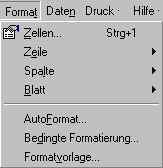 Format Daten Druck Hilfe
Zellen... Strg+1
Zeile
Spalte
Blatt
AutoFormat...
Bedingte Formatierung...
Formatvorlage...